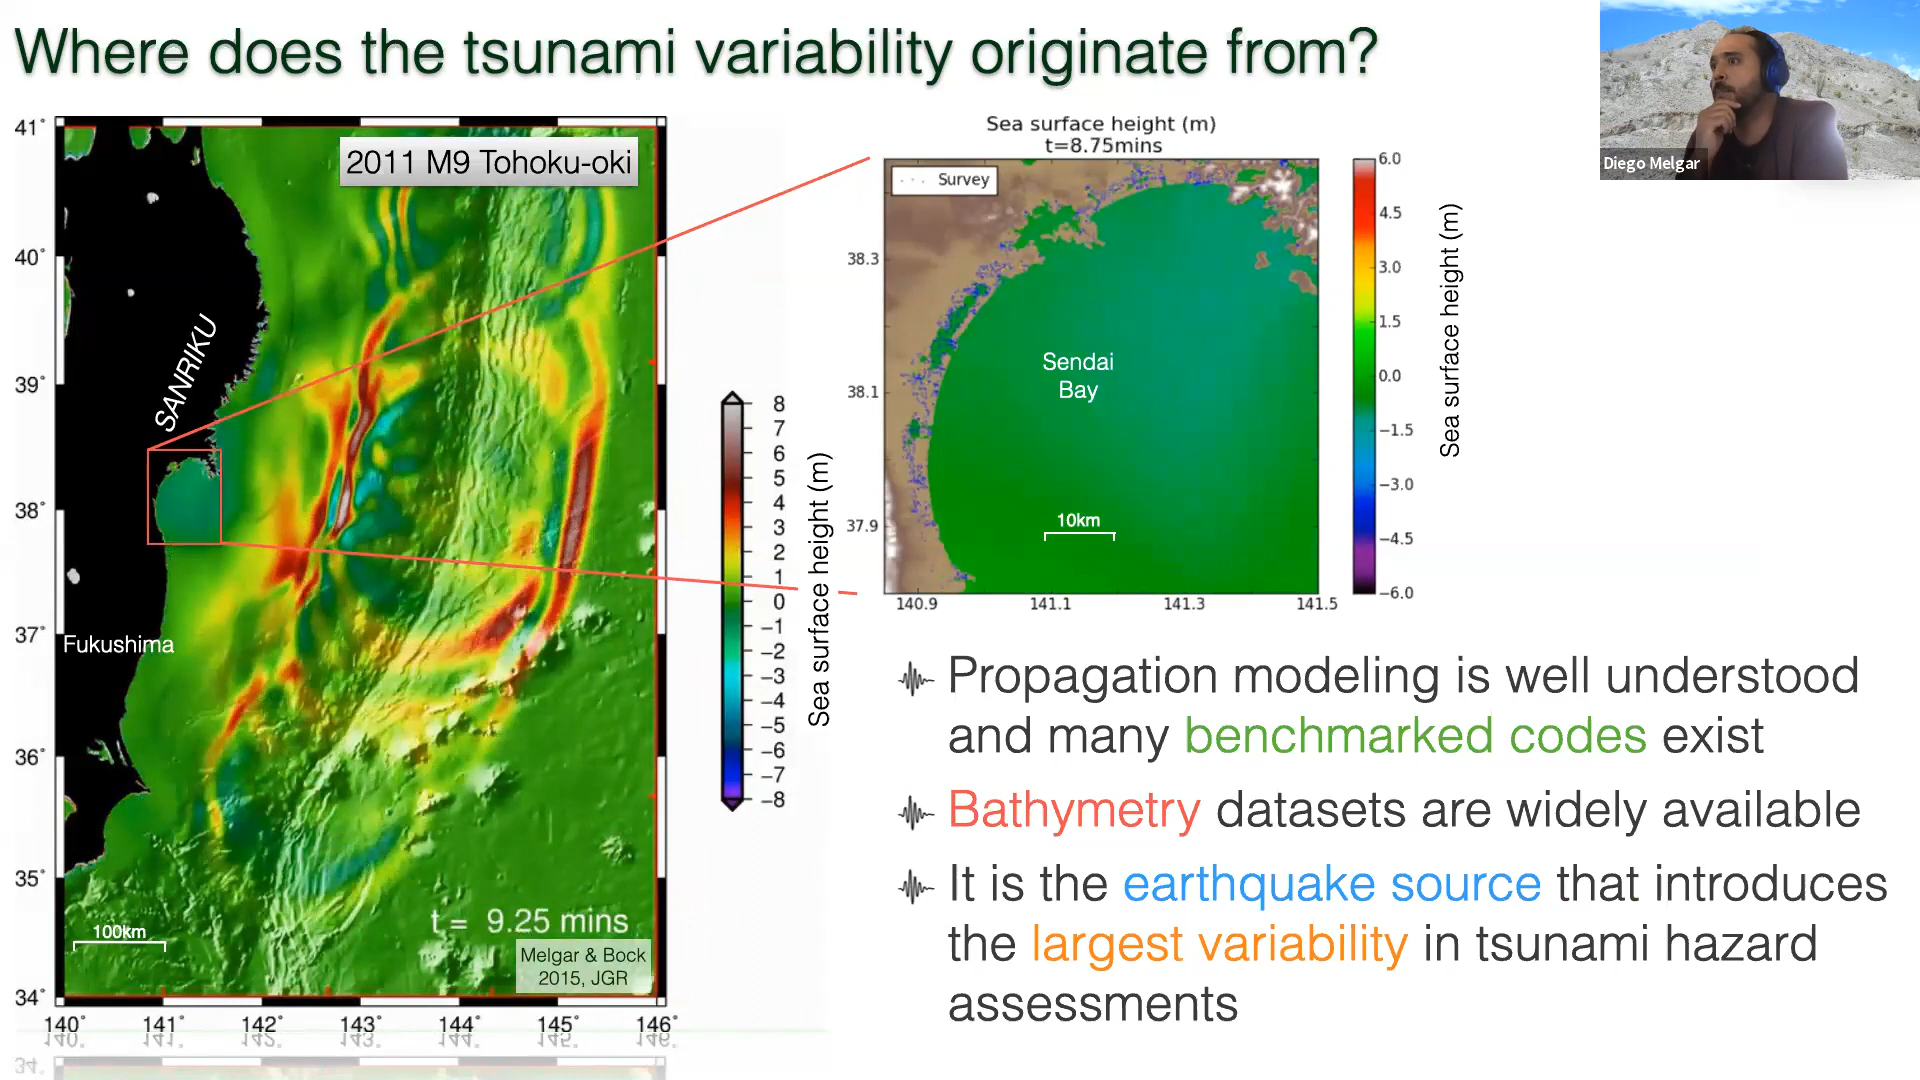 Where does the tsunami variability originate from?
Diego Melgar
2011 M9 Tohoku-oki
41°
40°
39°
38°
37°
36°
35°
34°
SANRIKU
Fukushima
100km
t = 9.25 mins
Melgar & Bock
2015, JGR
140° 141° 142° 143° 144° 145° 146°
8
7
6
5
4
3
2
1
0
−1
−2
−3
−4
−5
−6
−7
−8
Sea surface height (m)
Sea surface height (m)
t=8.75mins
Survey
38.3
38.1
37.9
Sendai
Bay
10km
140.9 141.1 141.3 141.5
6.0
4.5
3.0
1.5
0.0
−1.5
−3.0
−4.5
−6.0
Sea surface height (m)
Propagation modeling is well understood
and many benchmarked codes exist
Bathymetry datasets are widely available
It is the earthquake source that introduces
the largest variability in tsunami hazard
assessments